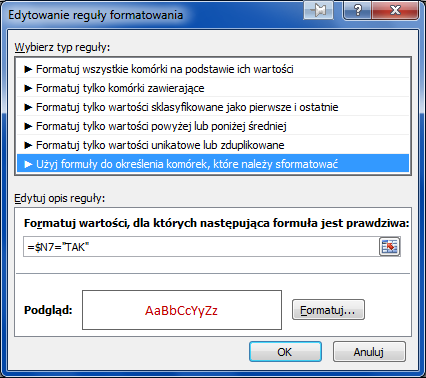 Edytowanie reguły formatowania
Wybierz typ reguły:
► Formatuj wszystkie komórki na podstawie ich wartości
► Formatuj tylko komórki zawierające
► Formatuj tylko wartości sklasyfikowane jako pierwsze i ostatnie
► Formatuj tylko wartości powyżej lub poniżej średniej
► Formatuj tylko wartości unikatowe lub zduplikowane
► Użyj formuły do określenia komórek, które należy sformatować
Edytuj opis reguły:
Formatuj wartości, dla których następująca formuła jest prawdziwa:
=$N7="TAK"
Podgląd:
AaBbCcYyZz
Formatuj...
OK
Anuluj